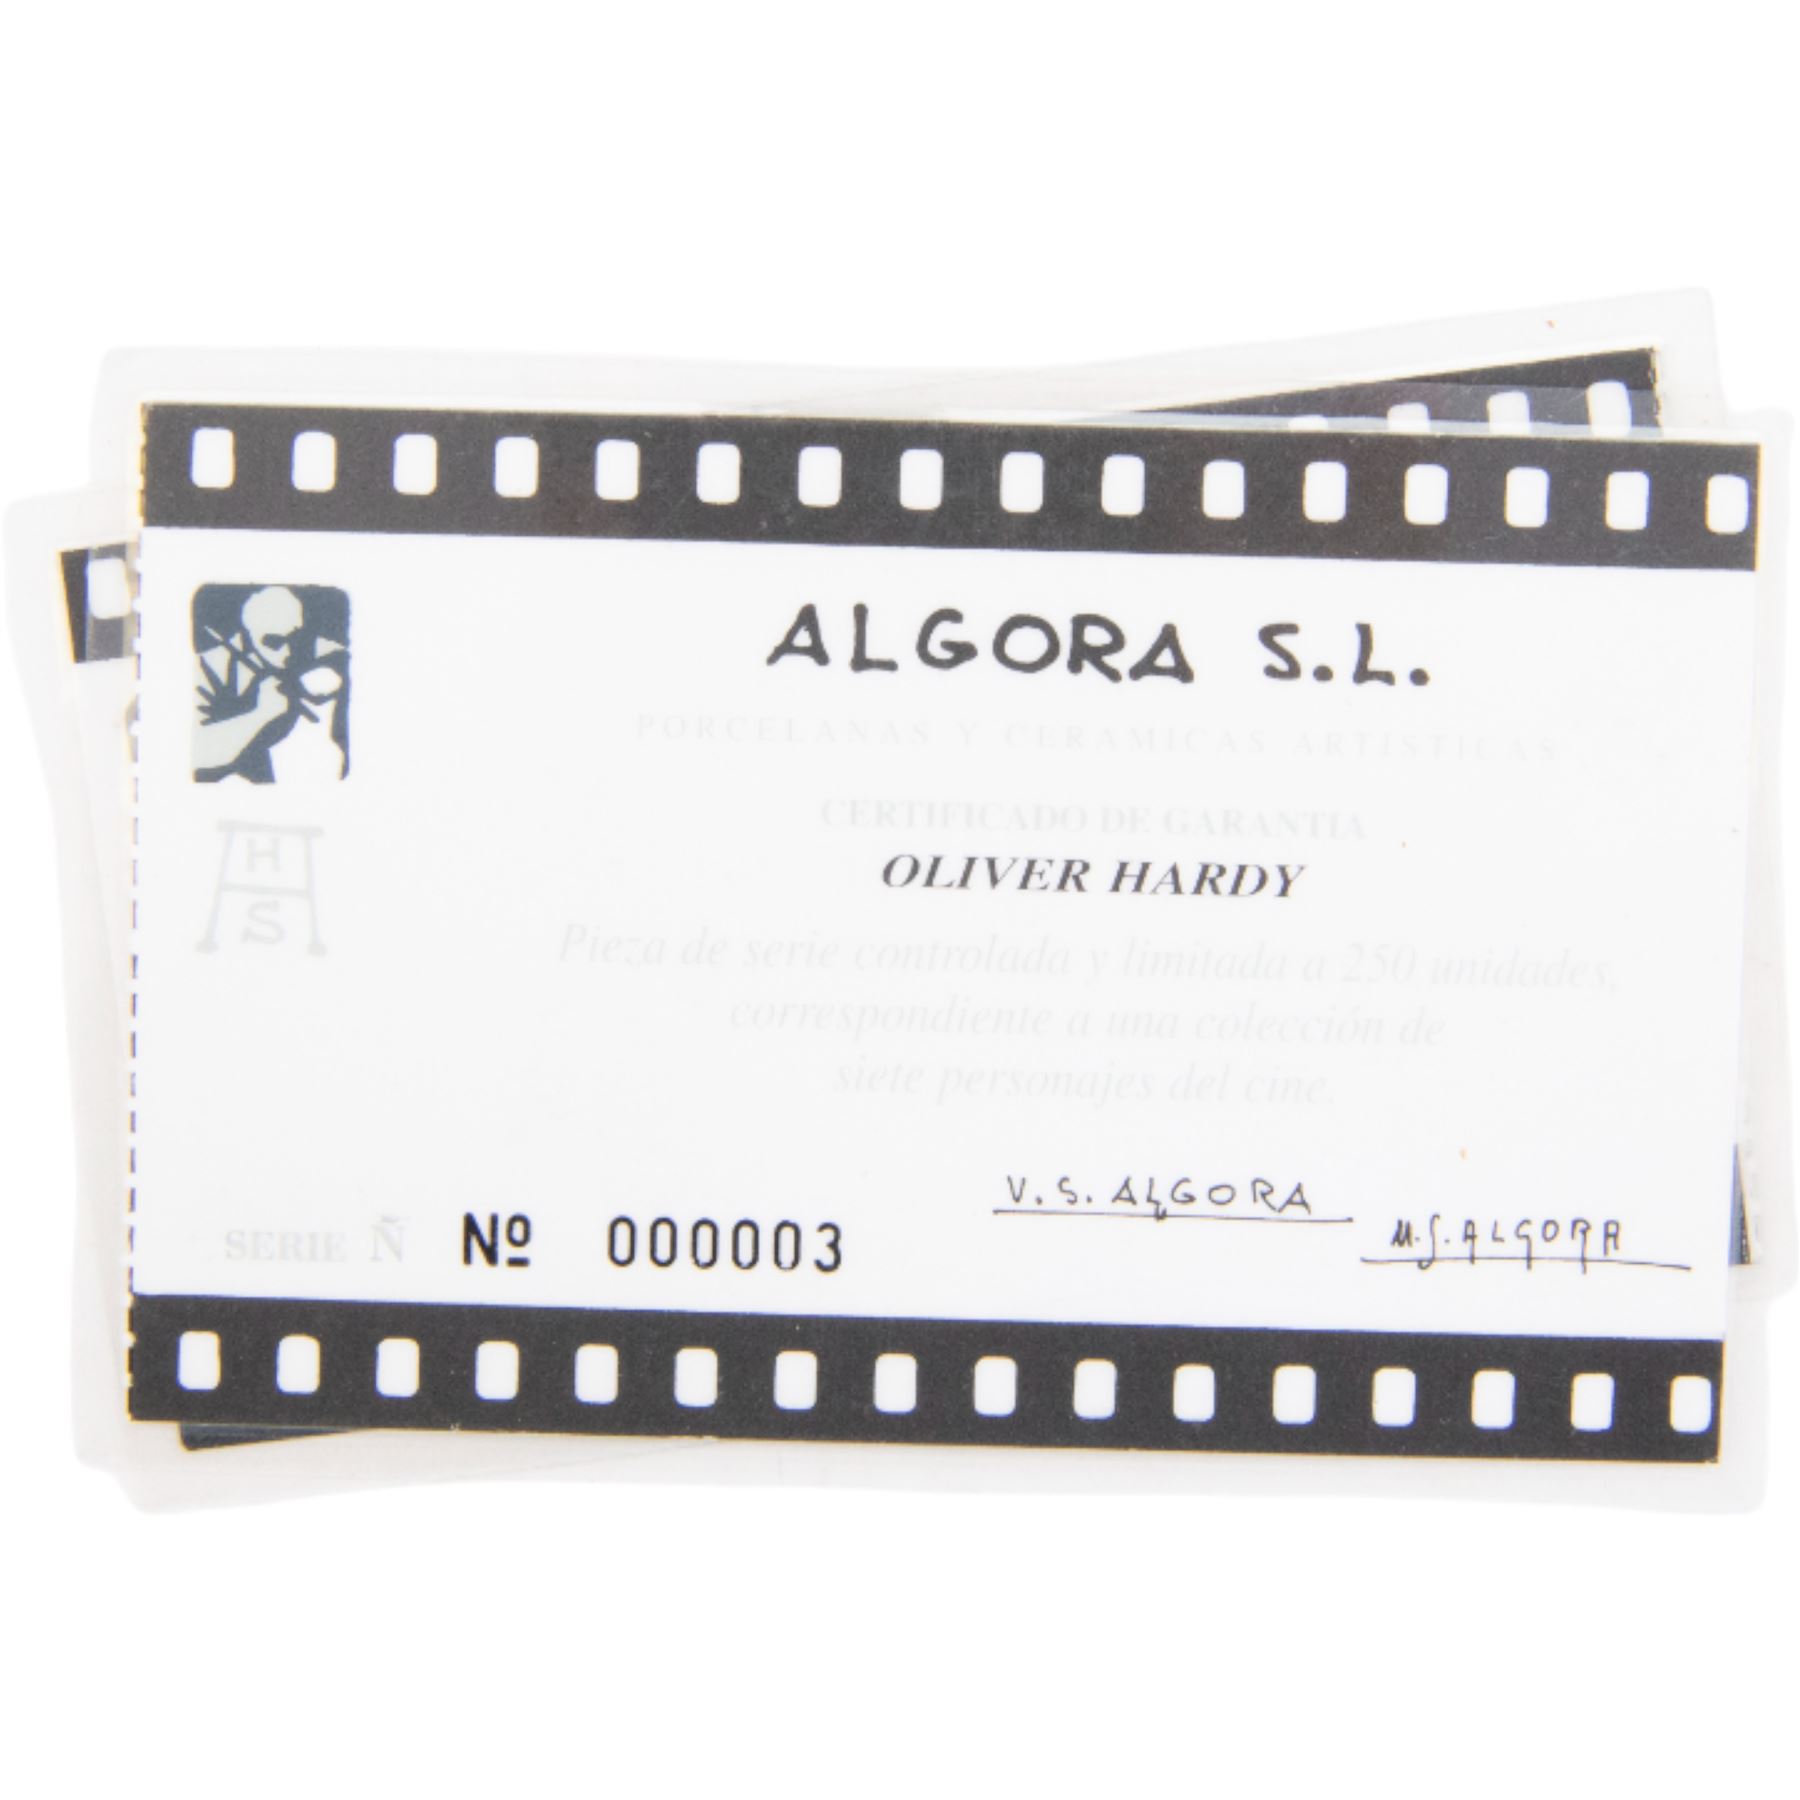 ALGORA S.L.
PORCELANAS Y CERAMICAS ARTISTICAS
CERTIFICADO DE GARANTIA
OLIVER HARDY
Pieza de serie controlada y limitada a 250 unidades,
correspondiente a una colección de
siete personajes del cine.
H
S
V. S. ALGORA
M. S. ALGORA
SERIE Ñ Nº 000003